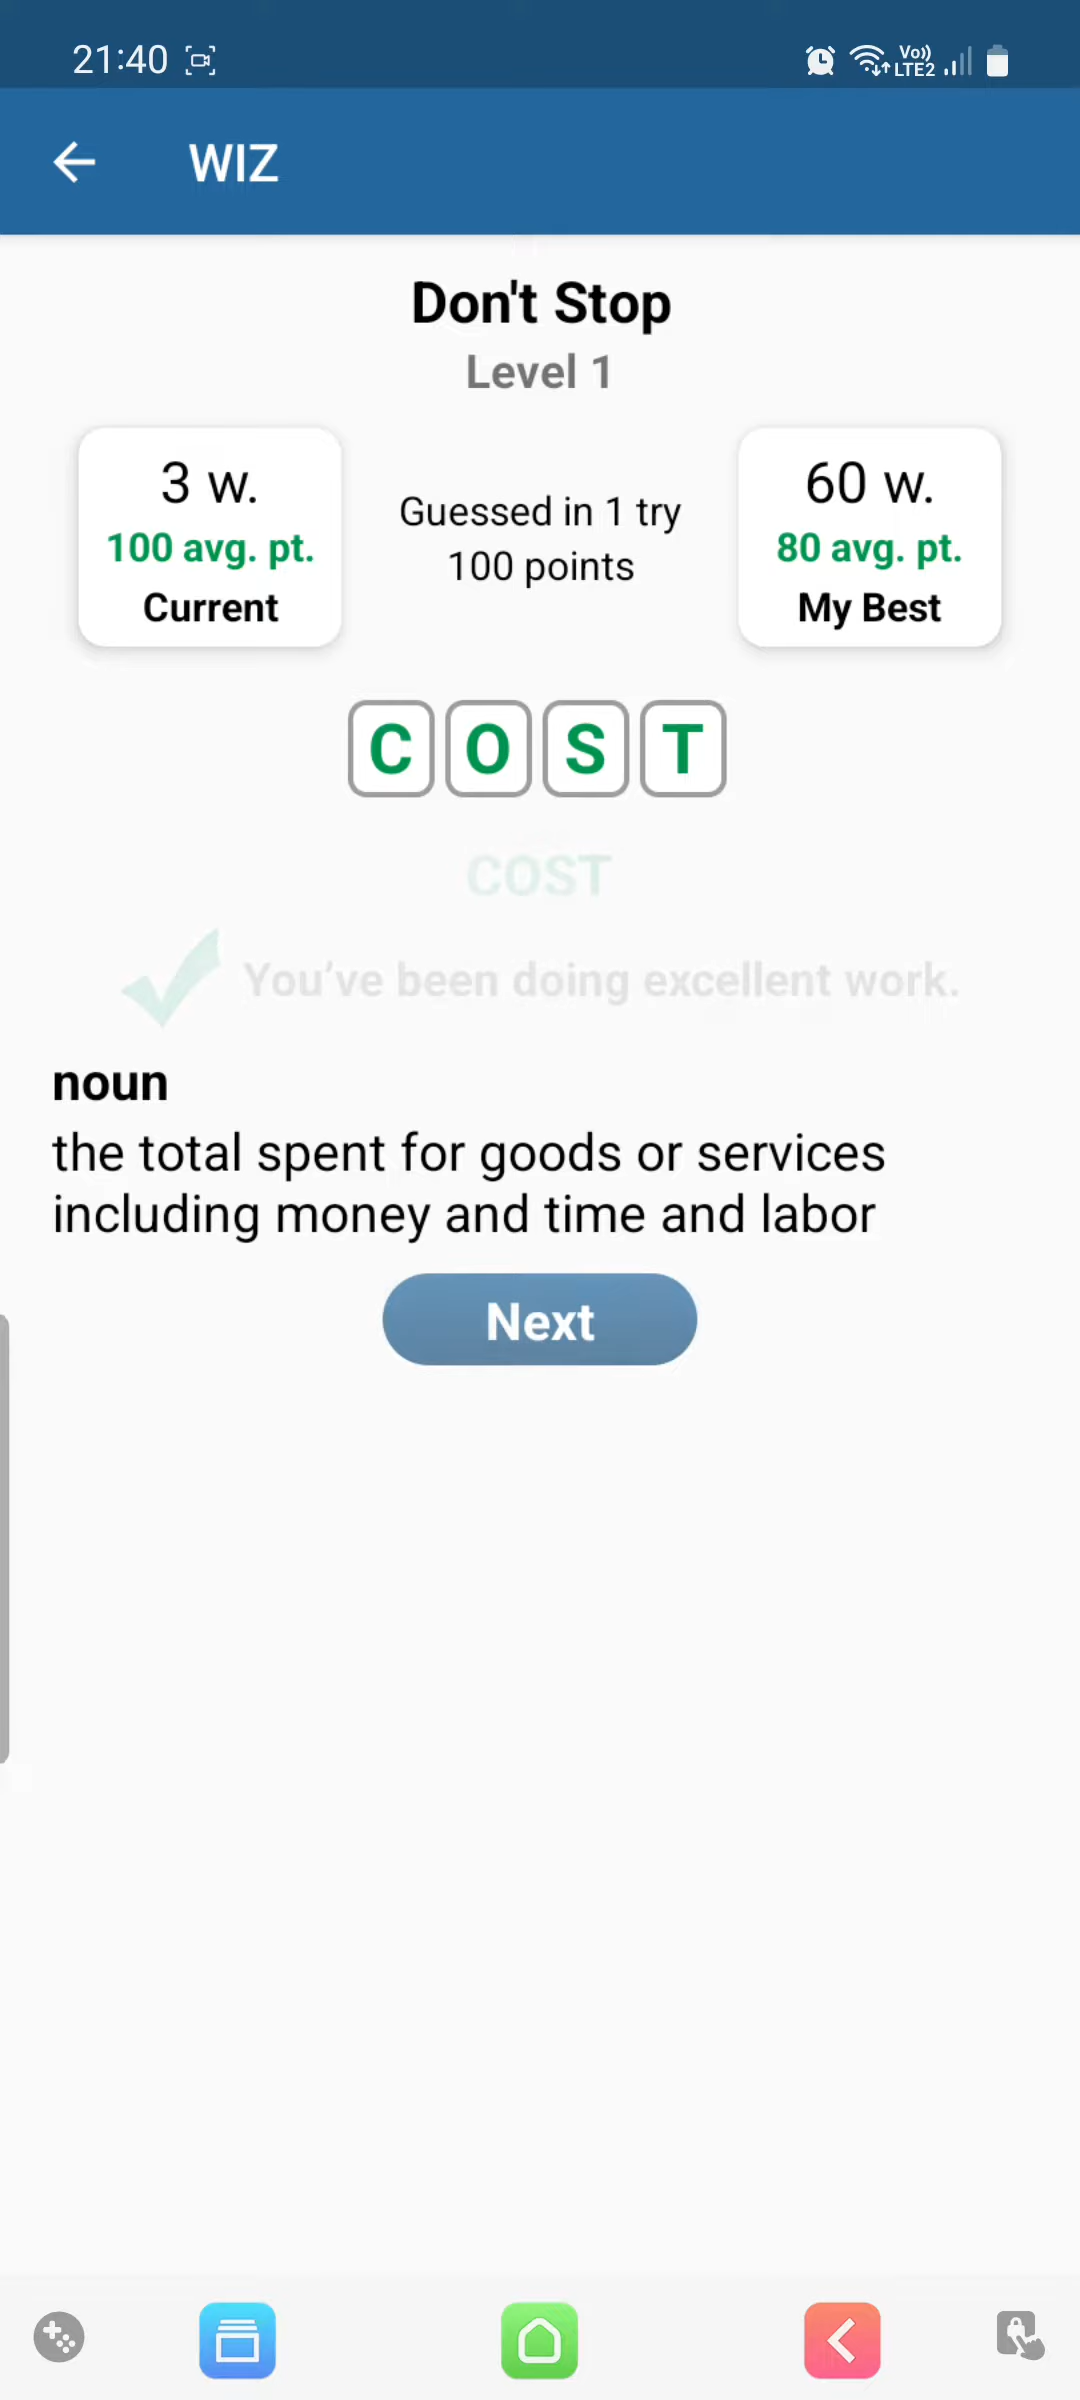 21:40
Vo))
LTE2
WIZ
Don't Stop
Level 1
3 w.
100 avg. pt.
Current
Guessed in 1 try
100 points
60 w.
80 avg. pt.
My Best
C O S T
COST
You’ve been doing excellent work.
noun
the total spent for goods or services
including money and time and labor
Next